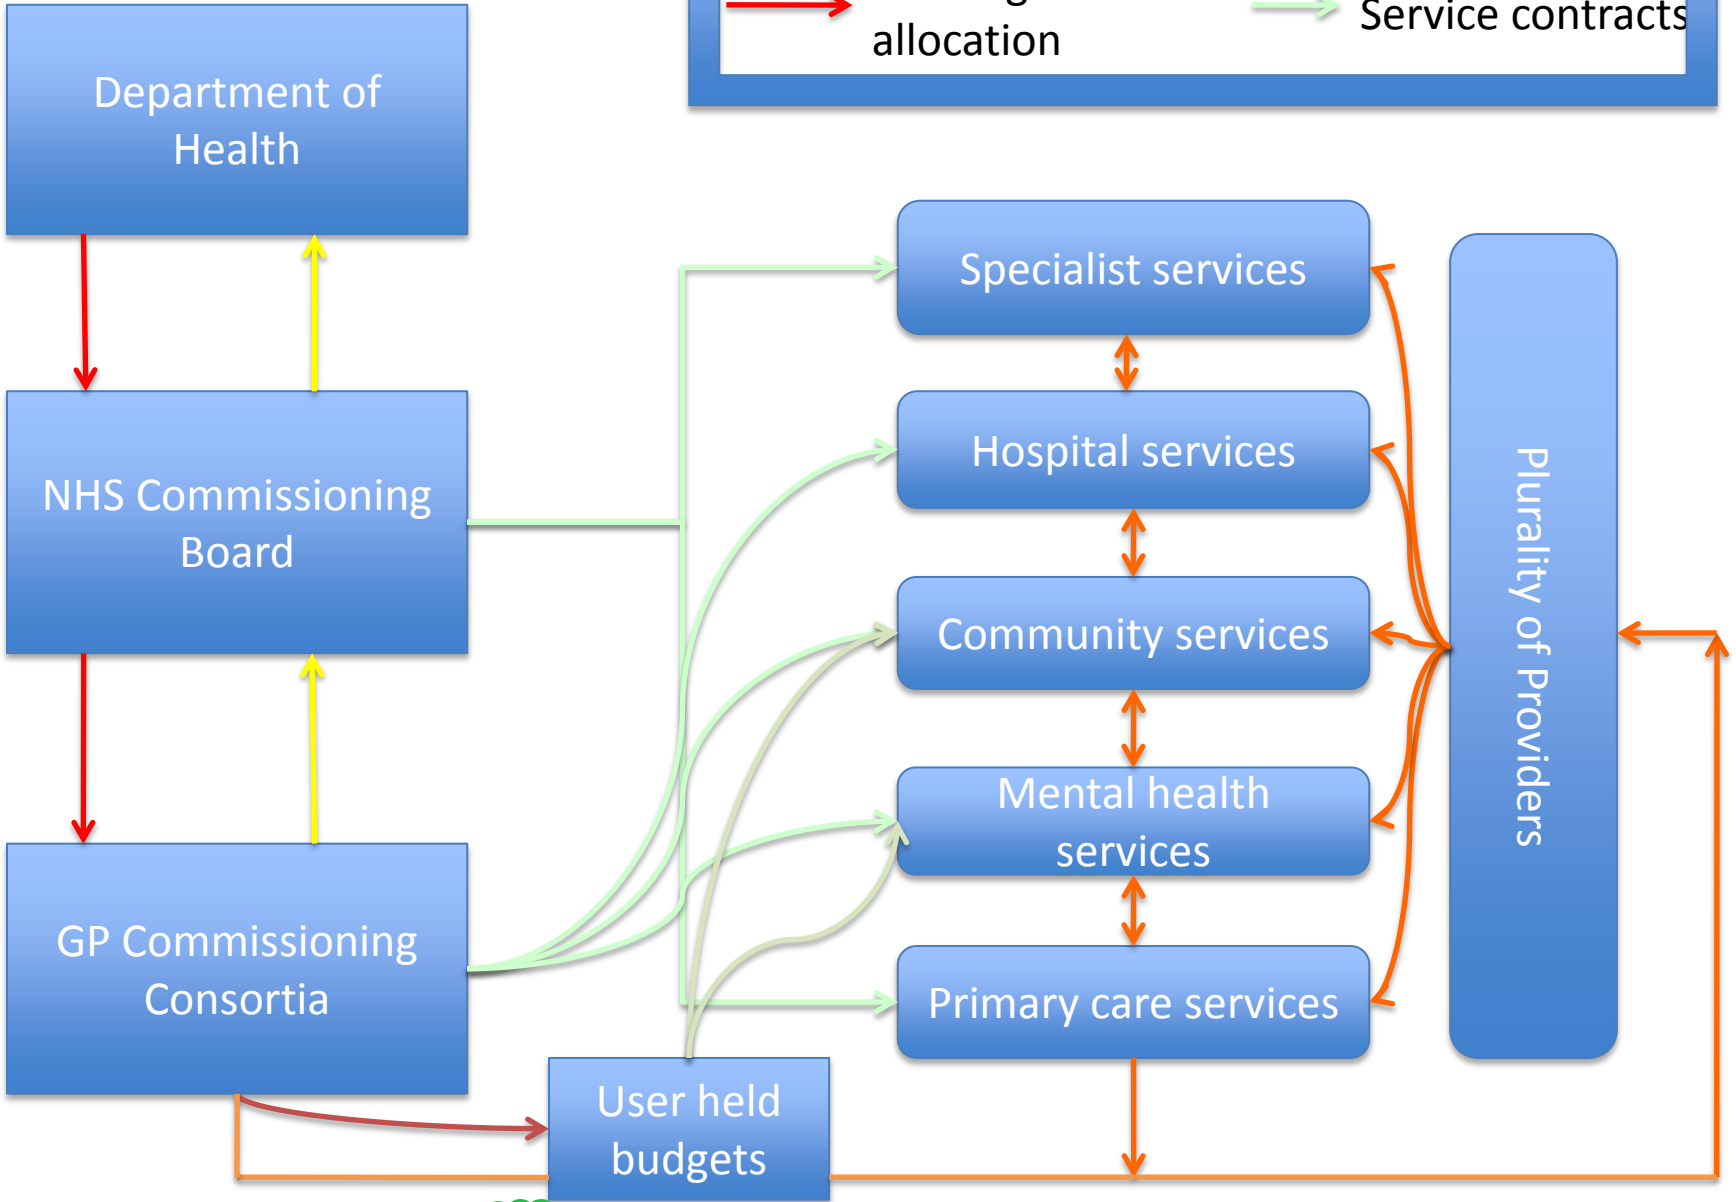 allocation
Service contracts
Department of
Health
Specialist services
NHS Commissioning
Board
Hospital services
Community services
Plurality of Providers
Mental health
services
GP Commissioning
Consortia
Primary care services
User held
budgets